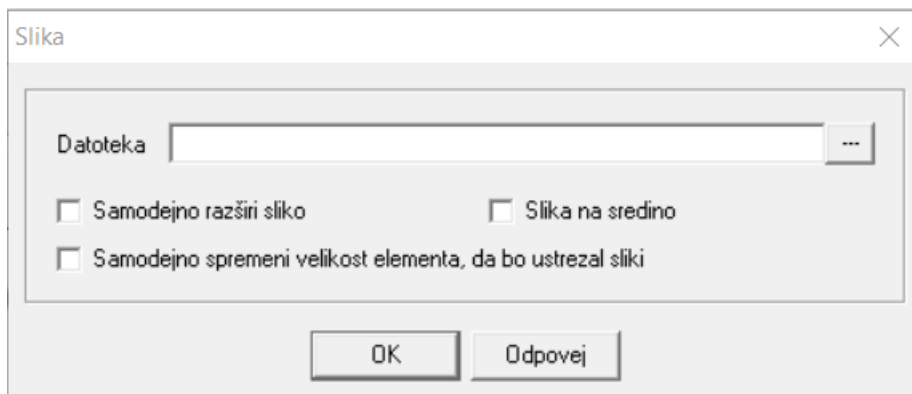 Slika
Datoteka
...
Samodejno razširi sliko
Slika na sredino
Samodejno spremeni velikost elementa, da bo ustrezal sliki
OK
Odpovej